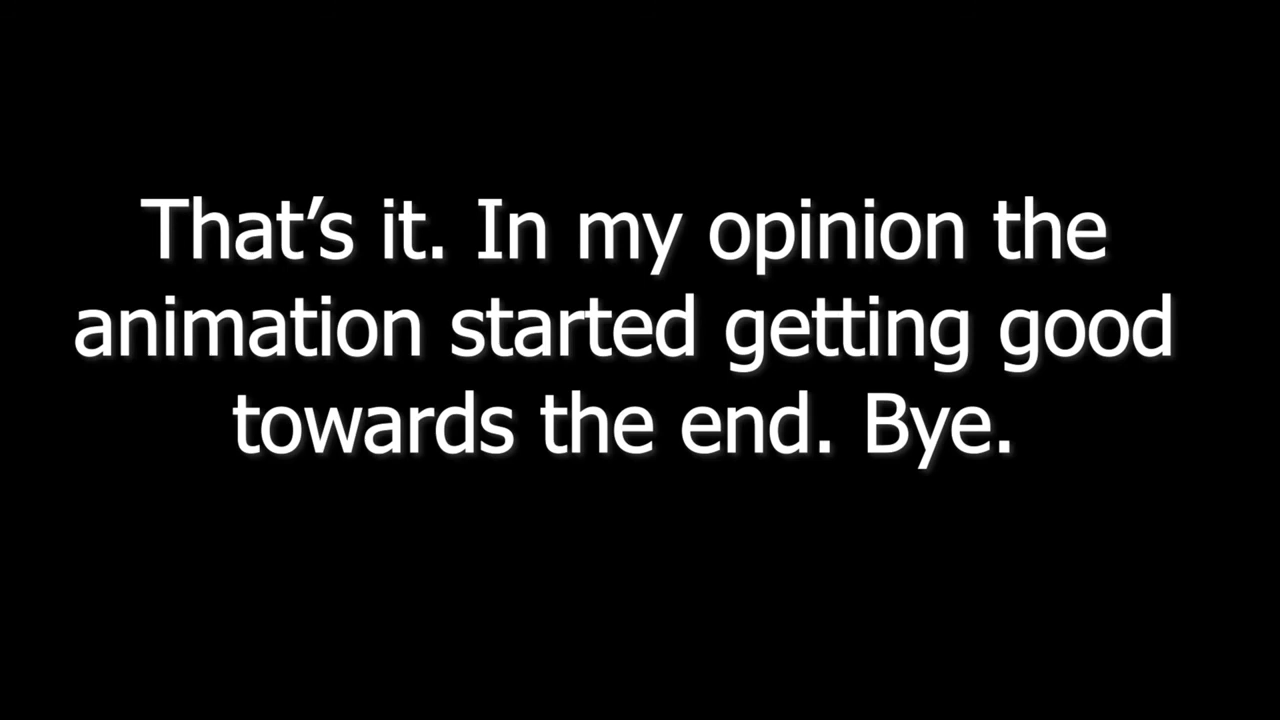 That’s it. In my opinion the
animation started getting good
towards the end. Bye.